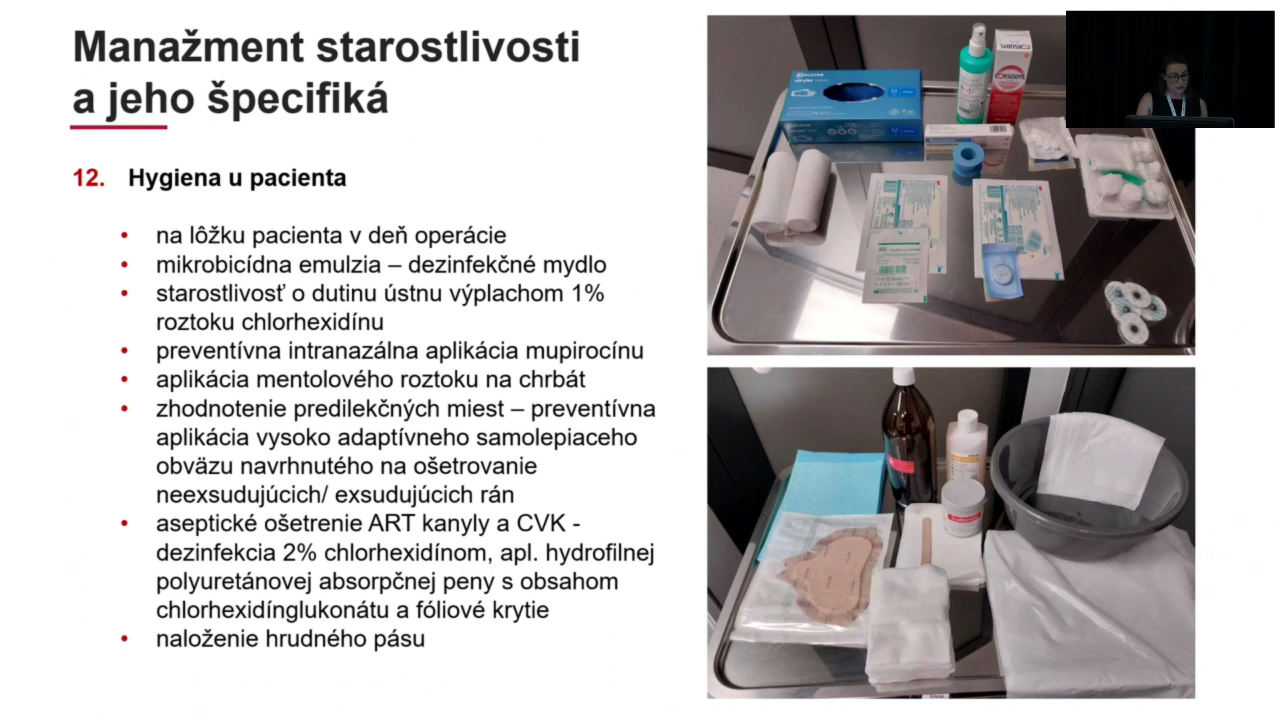 Manažment starostlivosti
a jeho špecifiká
12. Hygiena u pacienta
• na lôžku pacienta v deň operácie
• mikrobicídna emulzia – dezinfekčné mydlo
• starostlivosť o dutinu ústnu výplachom 1%
roztoku chlorhexidínu
• preventívna intranazálna aplikácia mupirocínu
• aplikácia mentolového roztoku na chrbát
• zhodnotenie predilekčných miest – preventívna
aplikácia vysoko adaptívneho samolepiaceho
obväzu navrhnutého na ošetrovanie
neexsudujúcich/ exsudujúcich rán
• aseptické ošetrenie ART kanyly a CVK -
dezinfekcia 2% chlorhexidínom, apl. hydrofilnej
polyuretánovej absorpčnej peny s obsahom
chlorhexidínglukonátu a fóliové krytie
• naloženie hrudného pásu
CORSODYL
CORSODYL